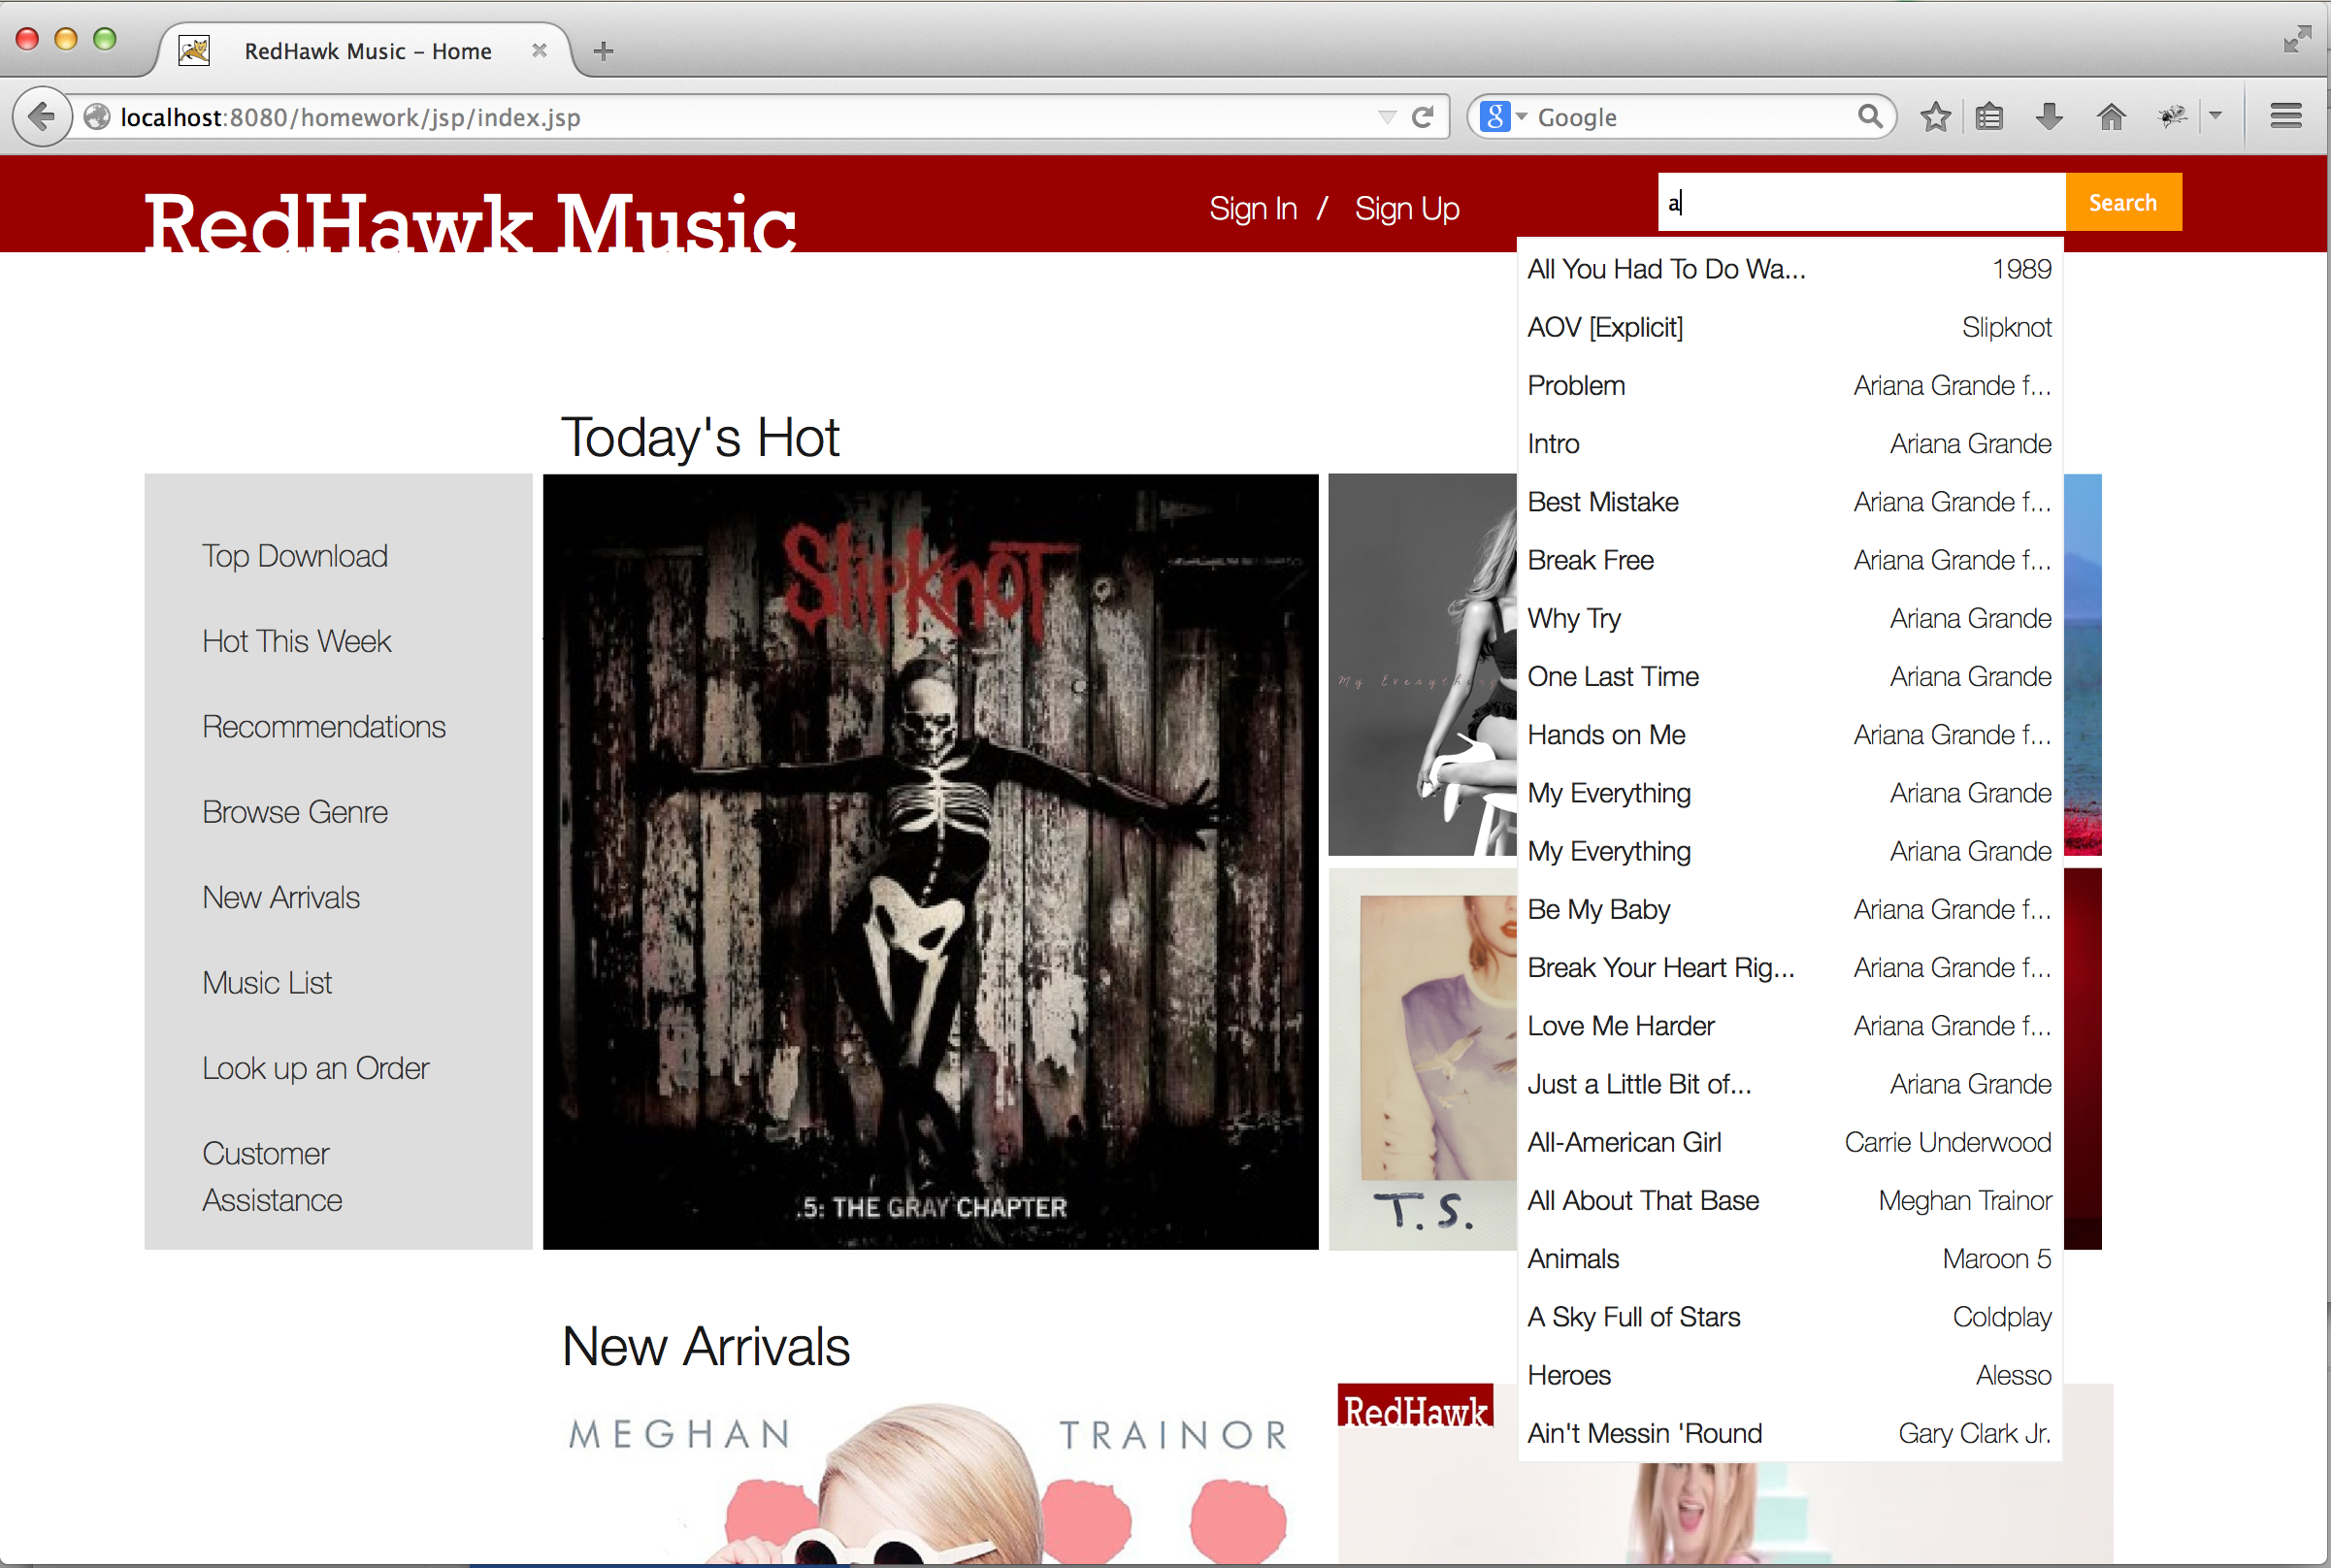 RedHawk Music – Home
localhost:8080/homework/jsp/index.jsp
Google
RedHawk Music
Sign In / Sign Up
a
Search
All You Had To Do Wa... 1989
AOV [Explicit] Slipknot
Problem Ariana Grande f...
Intro Ariana Grande
Best Mistake Ariana Grande f...
Break Free Ariana Grande f...
Why Try Ariana Grande
One Last Time Ariana Grande
Hands on Me Ariana Grande f...
My Everything Ariana Grande
My Everything Ariana Grande
Be My Baby Ariana Grande f...
Break Your Heart Rig... Ariana Grande f...
Love Me Harder Ariana Grande f...
Just a Little Bit of... Ariana Grande
All-American Girl Carrie Underwood
All About That Base Meghan Trainor
Animals Maroon 5
A Sky Full of Stars Coldplay
Heroes Alesso
Ain't Messin 'Round Gary Clark Jr.
Top Download
Hot This Week
Recommendations
Browse Genre
New Arrivals
Music List
Look up an Order
Customer
Assistance
Today's Hot
SlipknoT
.5: THE GRAY CHAPTER
My Everything
T.S.
New Arrivals
MEGHAN TRAINOR
RedHawk